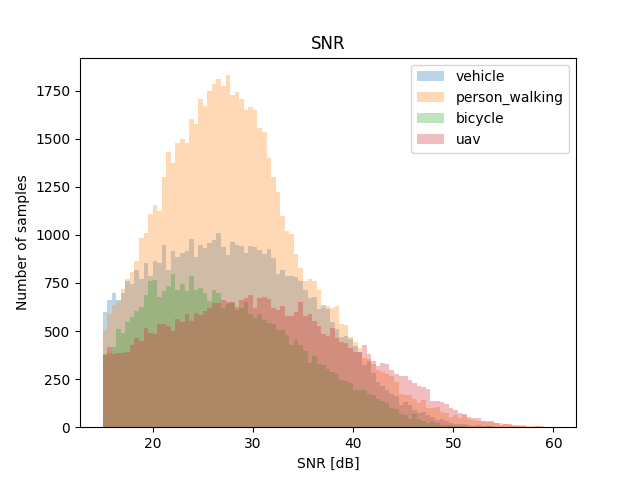 SNR
vehicle
person_walking
bicycle
uav
Number of samples
1750
1500
1250
1000
750
500
250
0
20 30 40 50 60
SNR [dB]